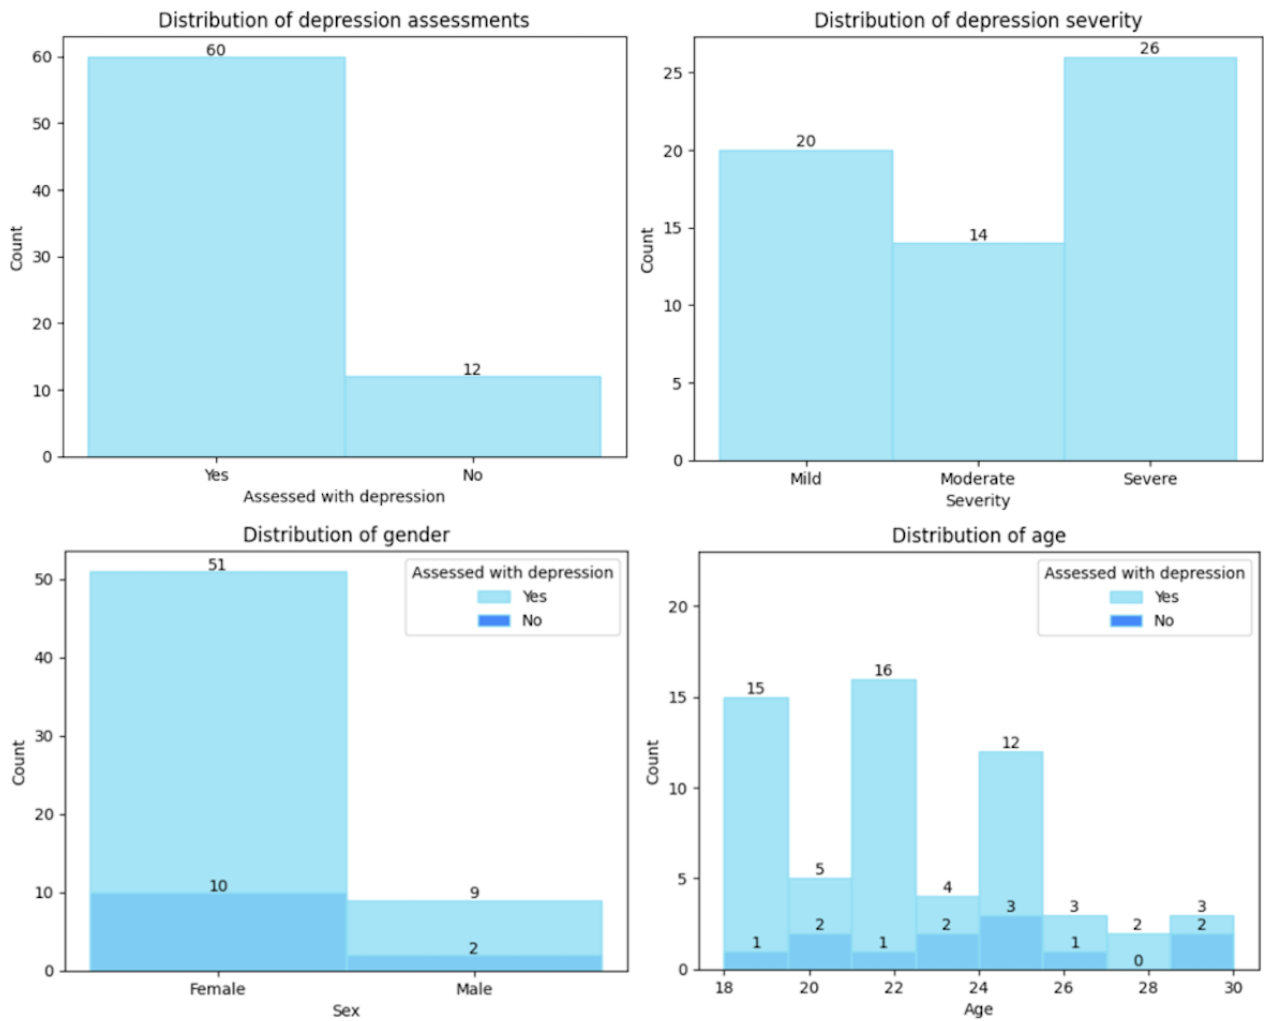 Distribution of depression assessments
60
12
Count
0
10
20
30
40
50
60
Yes
No
Assessed with depression
Distribution of depression severity
20
14
26
Count
0
5
10
15
20
25
Mild
Moderate
Severe
Severity
Distribution of gender
Assessed with depression
Yes
No
51
10
9
2
Count
0
10
20
30
40
50
Female
Male
Sex
Distribution of age
Assessed with depression
Yes
No
15
1
5
2
16
1
4
2
12
3
3
1
2
0
3
2
Count
0
5
10
15
20
18
20
22
24
26
28
30
Age